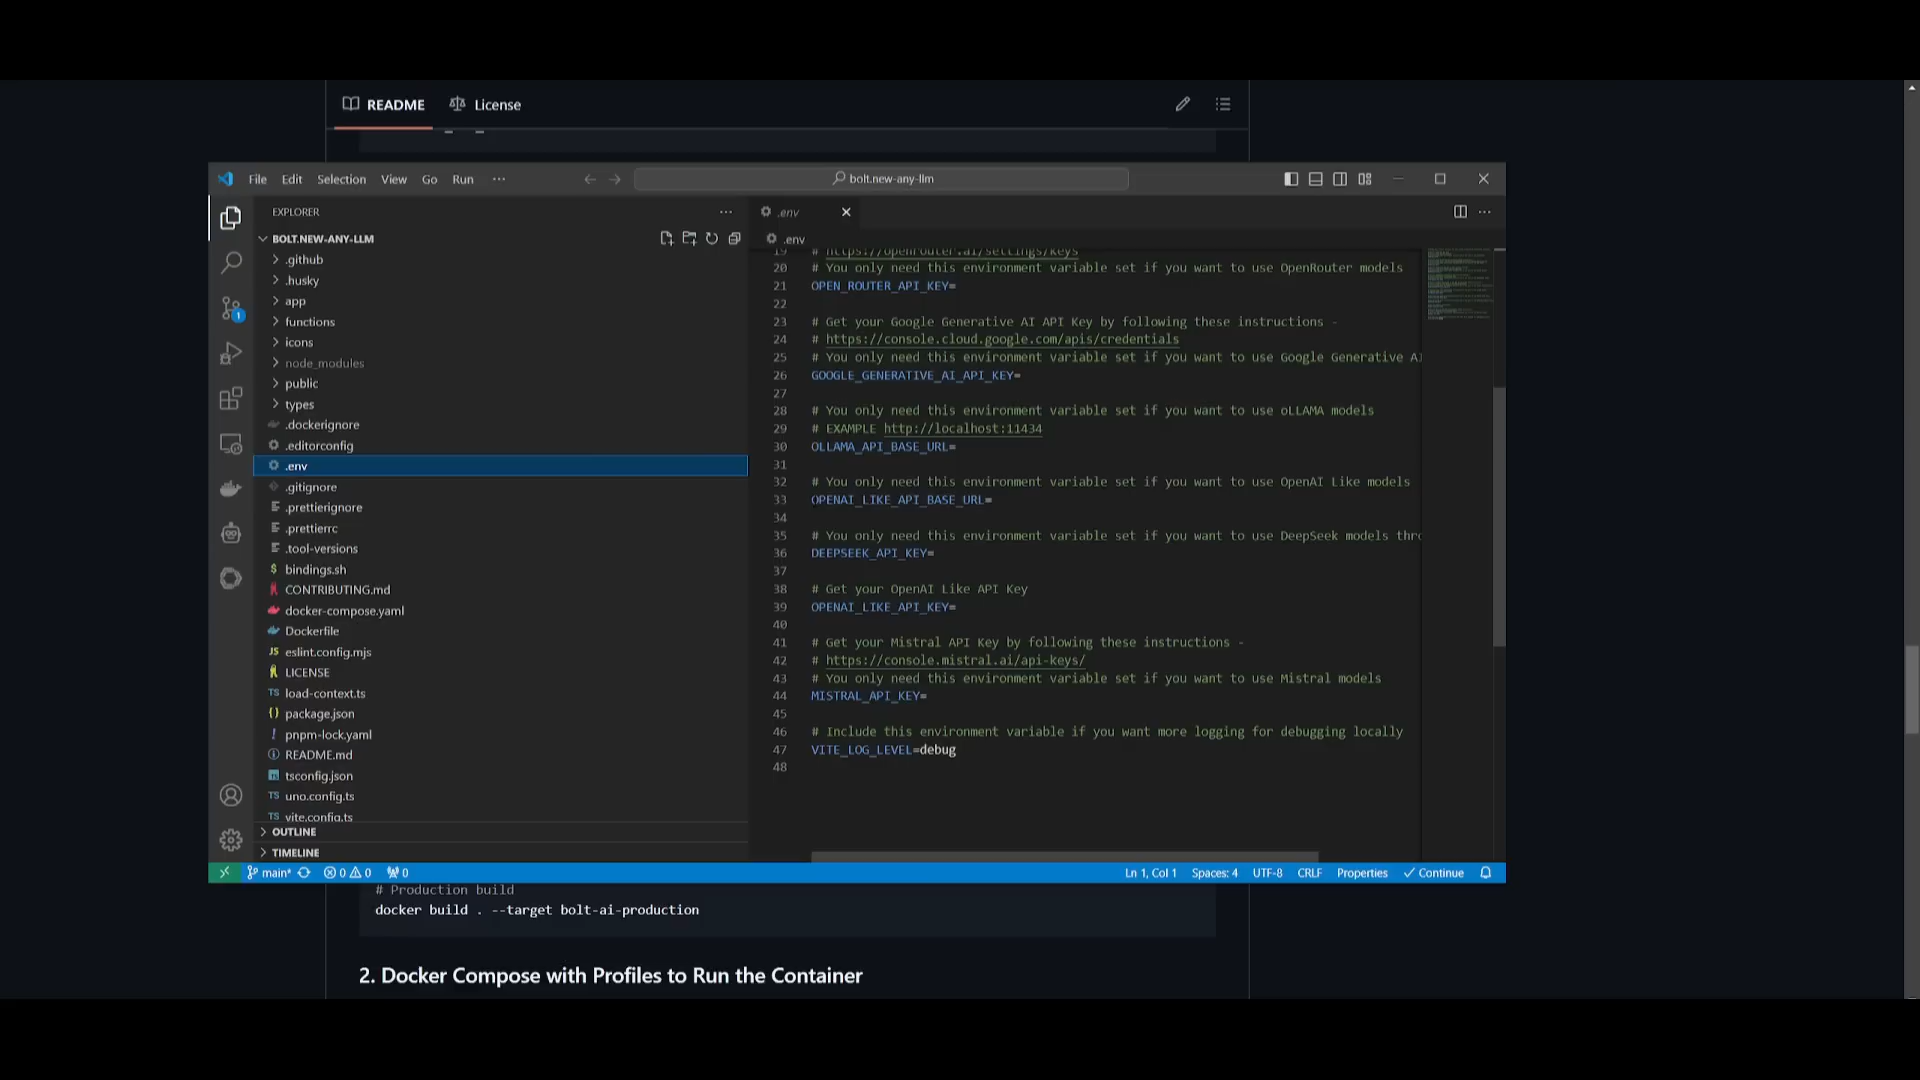 README License
File Edit Selection View Go Run ···
bolt.new-any-llm
EXPLORER
BOLT.NEW-ANY-LLM
.github
.husky
app
functions
icons
node_modules
public
types
.dockerignore
.editorconfig
.env
.gitignore
.prettierignore
.prettierrc
.tool-versions
bindings.sh
CONTRIBUTING.md
docker-compose.yaml
Dockerfile
eslint.config.mjs
LICENSE
load-context.ts
package.json
pnpm-lock.yaml
README.md
tsconfig.json
uno.config.ts
vite.config.ts
OUTLINE
TIMELINE
.env
.env
19 # https://openrouter.ai/settings/keys
20 # You only need this environment variable set if you want to use OpenRouter models
21 OPEN_ROUTER_API_KEY=
22
23 # Get your Google Generative AI API Key by following these instructions -
24 # https://console.cloud.google.com/apis/credentials
25 # You only need this environment variable set if you want to use Google Generative AI
26 GOOGLE_GENERATIVE_AI_API_KEY=
27
28 # You only need this environment variable set if you want to use oLLAMA models
29 # EXAMPLE http://localhost:11434
30 OLLAMA_API_BASE_URL=
31
32 # You only need this environment variable set if you want to use OpenAI Like models
33 OPENAI_LIKE_API_BASE_URL=
34
35 # You only need this environment variable set if you want to use DeepSeek models thro
36 DEEPSEEK_API_KEY=
37
38 # Get your OpenAI Like API Key
39 OPENAI_LIKE_API_KEY=
40
41 # Get your Mistral API Key by following these instructions -
42 # https://console.mistral.ai/api-keys/
43 # You only need this environment variable set if you want to use Mistral models
44 MISTRAL_API_KEY=
45
46 # Include this environment variable if you want more logging for debugging locally
47 VITE_LOG_LEVEL=debug
48
1
main* 0 0 0 Ln 1, Col 1 Spaces: 4 UTF-8 CRLF Properties Continue
# Production build
docker build . --target bolt-ai-production
2. Docker Compose with Profiles to Run the Container